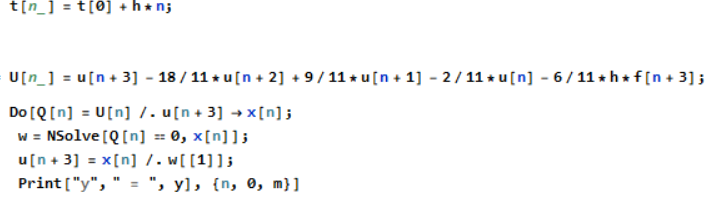 t[n_] = t[0] + h * n;
U[n_] = u[n + 3] - 18 / 11 * u[n + 2] + 9 / 11 * u[n + 1] - 2 / 11 * u[n] - 6 / 11 * h * f[n + 3];
Do[Q[n] = U[n] /. u[n + 3] → x[n];
w = NSolve[Q[n] == 0, x[n]];
u[n + 3] = x[n] /. w[[1]];
Print["y", " = ", y], {n, 0, m}]